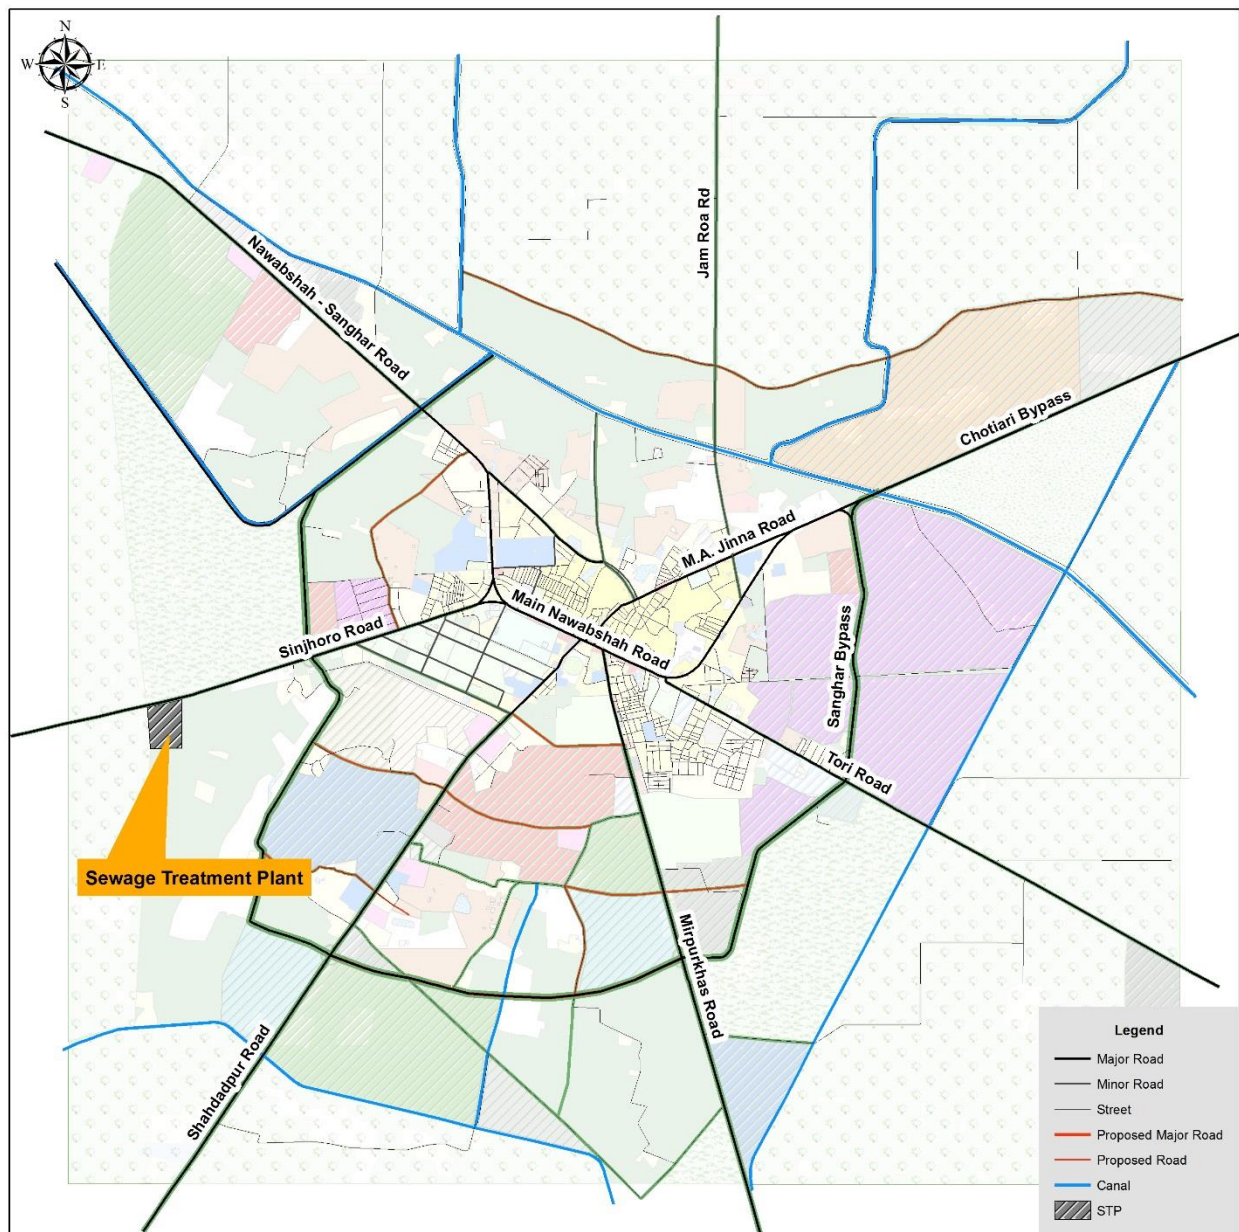 N
W E
S
Jam Roa Rd
Nawabshah - Sanghar Road
Chotiari Bypass
M.A. Jinna Road
Main Nawabshah Road
Sinjhoro Road
Sanghar Bypass
Tori Road
Sewage Treatment Plant
Mirpurkhas Road
Shahdadpur Road
Legend
Major Road
Minor Road
Street
Proposed Major Road
Proposed Road
Canal
STP